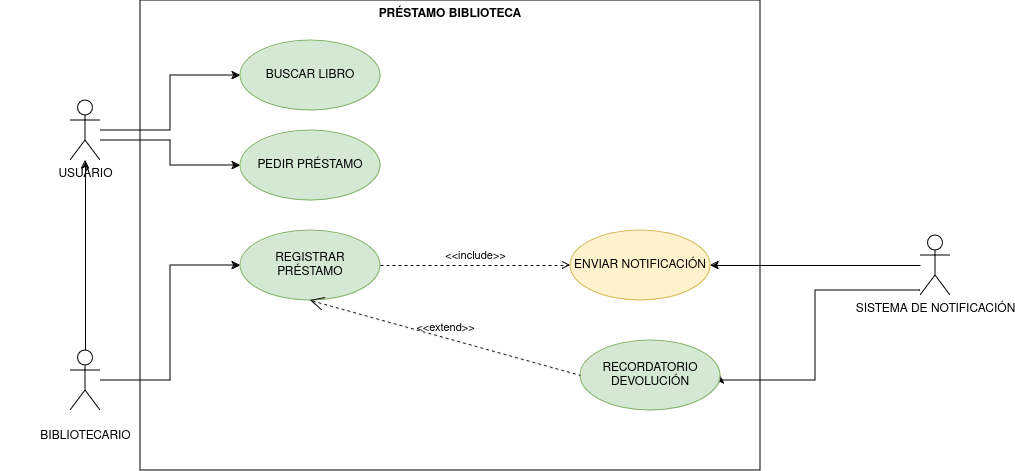 PRÉSTAMO BIBLIOTECA
BUSCAR LIBRO
PEDIR PRÉSTAMO
USUARIO
REGISTRAR
PRÉSTAMO
<<include>>
ENVIAR NOTIFICACIÓN
SISTEMA DE NOTIFICACIÓN
<<extend>>
RECORDATORIO
DEVOLUCIÓN
BIBLIOTECARIO